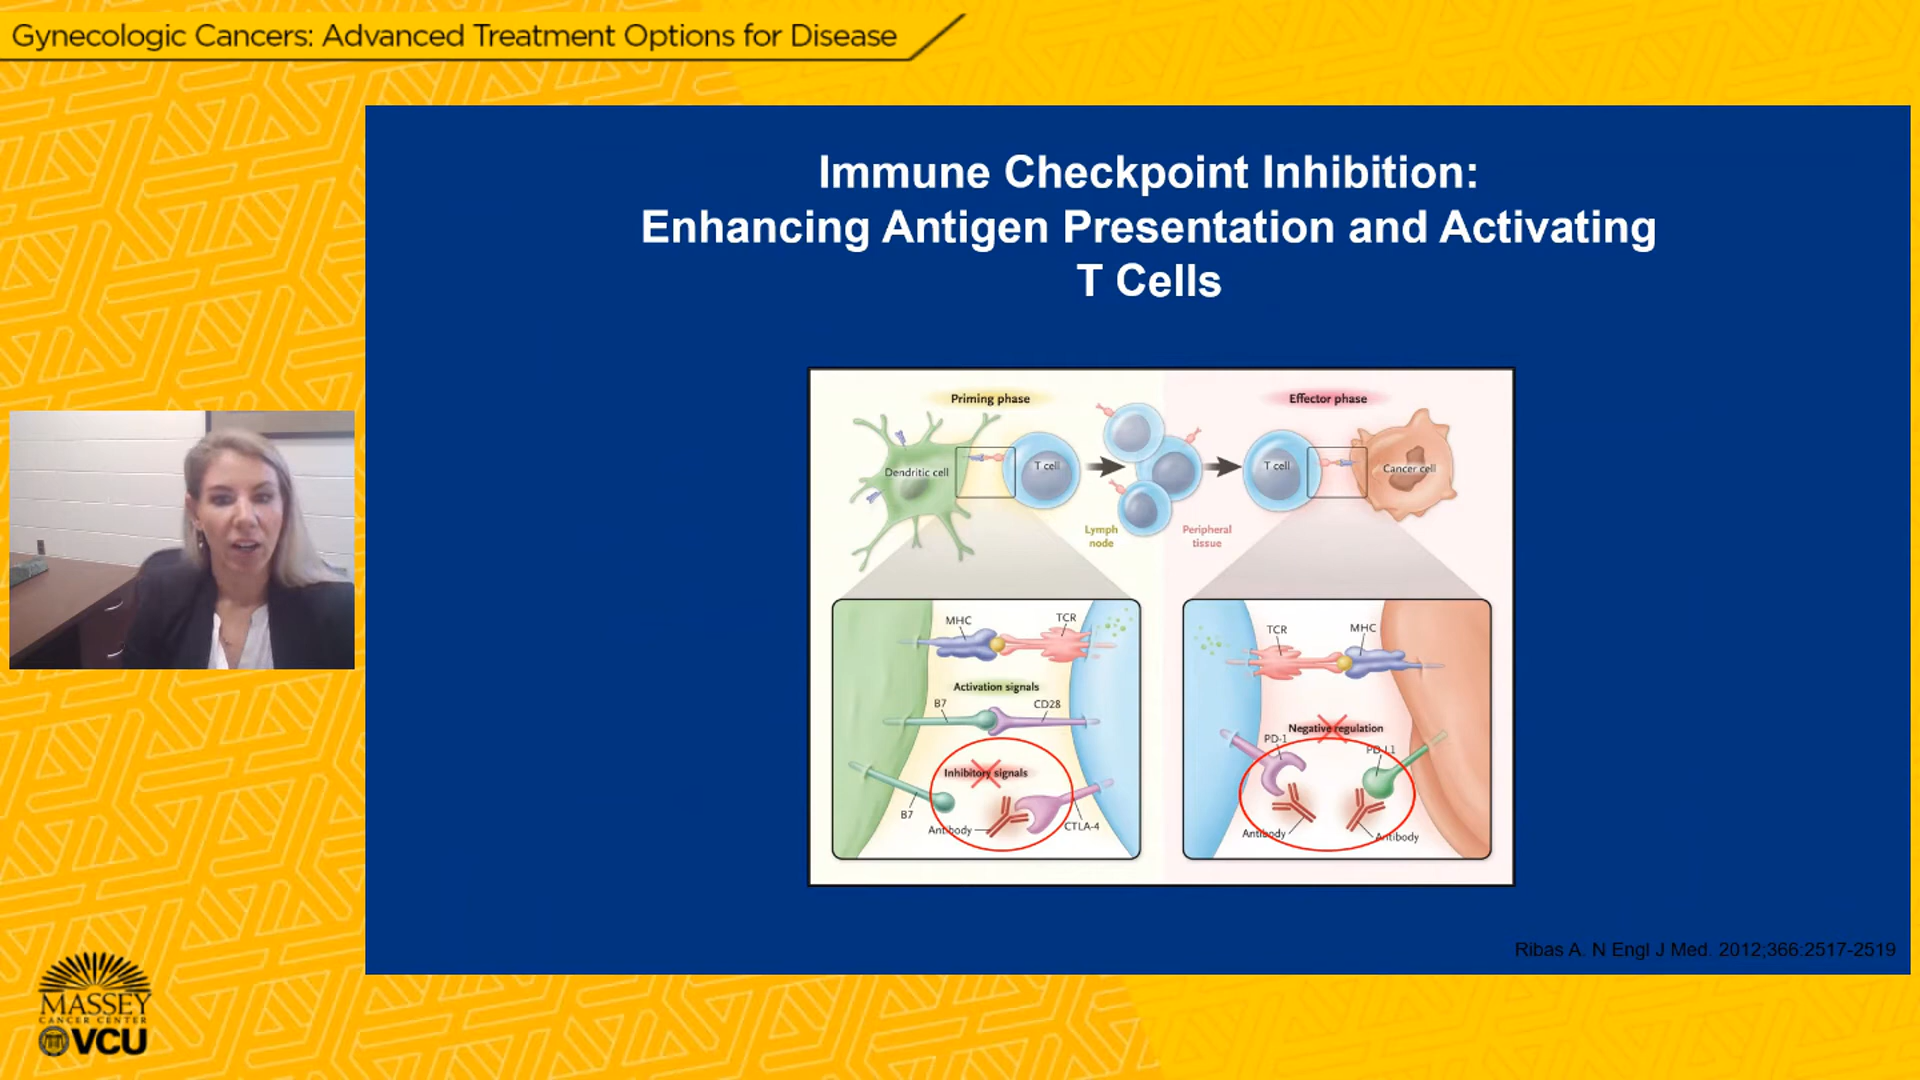 Gynecologic Cancers: Advanced Treatment Options for Disease
Immune Checkpoint Inhibition:
Enhancing Antigen Presentation and Activating
T Cells
Priming phase
Effector phase
Dendritic cell
T cell
T cell
Cancer cell
Lymph
node
Peripheral
tissue
MHC
TCR
Activation signals
B7
CD28
Inhibitory signals
B7
Antibody
CTLA-4
TCR
MHC
Negative regulation
PD-1
PD-L1
Antibody
Antibody
Ribas A. N Engl J Med. 2012;366:2517-2519
MASSEY
CANCER CENTER
VCU